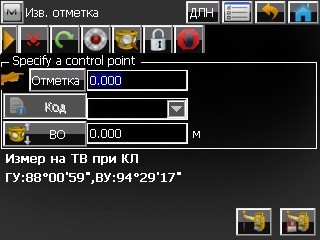 M Изв. отметка ДЛН
Specify a control point
Отметка 0.000
Код
ВО 0.000 м
Измер на ТВ при КЛ
ГУ:88°00'59",ВУ:94°29'17"